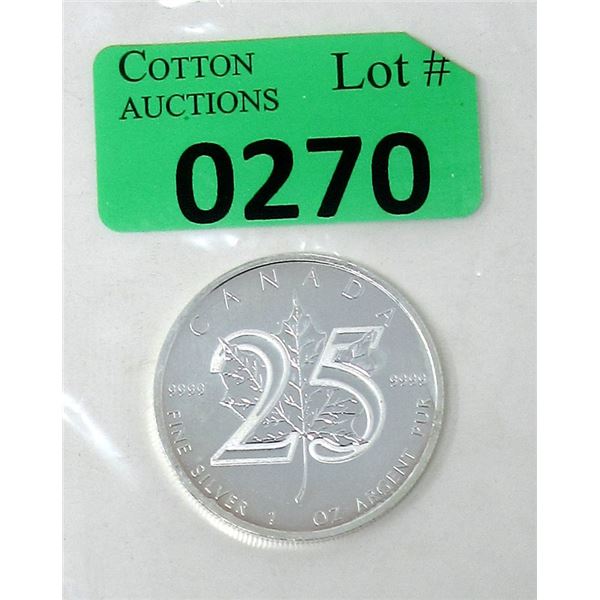 COTTON AUCTIONS
Lot #
0270
CANADA
25
9999 9999
FINE SILVER 1 OZ ARGENT PUR